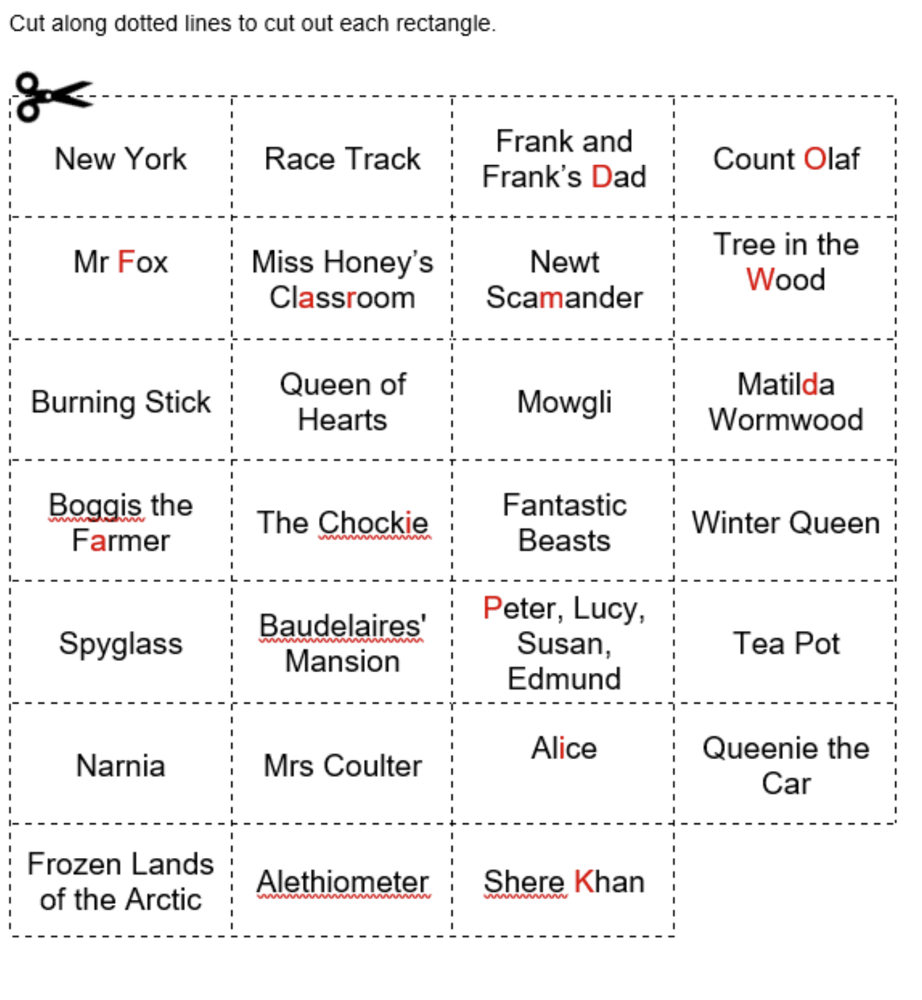 Cut along dotted lines to cut out each rectangle.
New York
Race Track
Frank and
Frank’s Dad
Count Olaf
Mr Fox
Miss Honey’s
Classroom
Newt
Scamander
Tree in the
Wood
Burning Stick
Queen of
Hearts
Mowgli
Matilda
Wormwood
Boggis the
Farmer
The Chockie
Fantastic
Beasts
Winter Queen
Spyglass
Baudelaires'
Mansion
Peter, Lucy,
Susan,
Edmund
Tea Pot
Narnia
Mrs Coulter
Alice
Queenie the
Car
Frozen Lands
of the Arctic
Alethiometer
Shere Khan